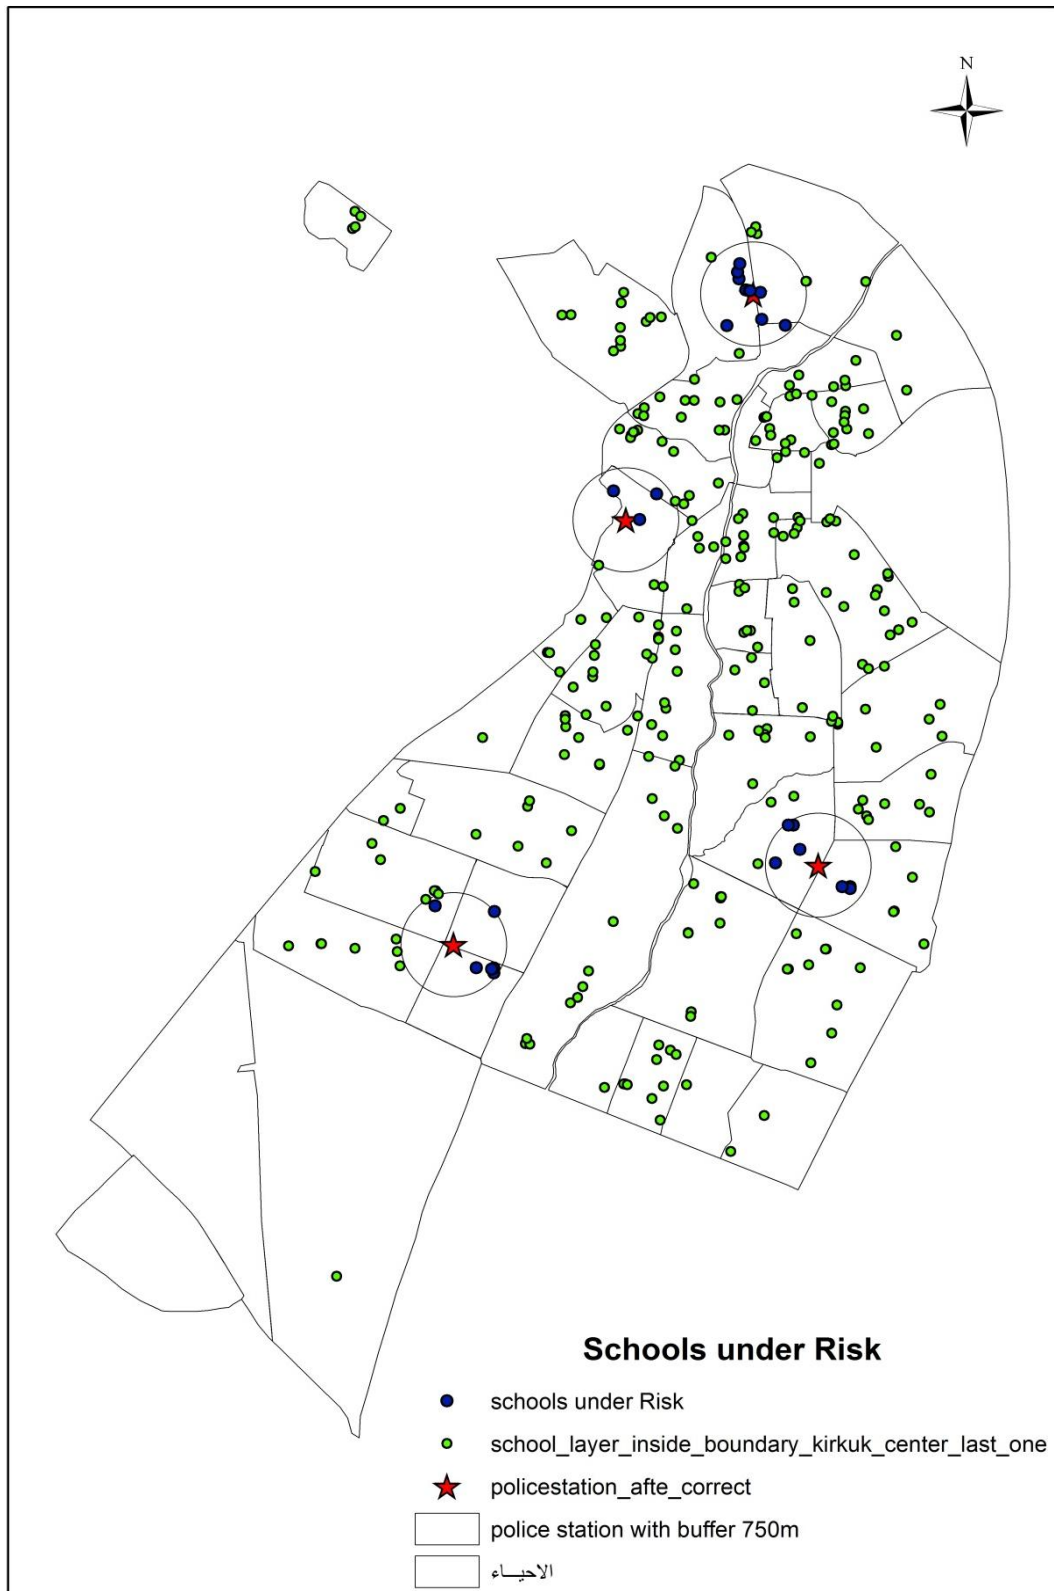 N
Schools under Risk
schools under Risk
school_layer_inside_boundary_kirkuk_center_last_one
policestation_afte_correct
police station with buffer 750m
الاحيــاء